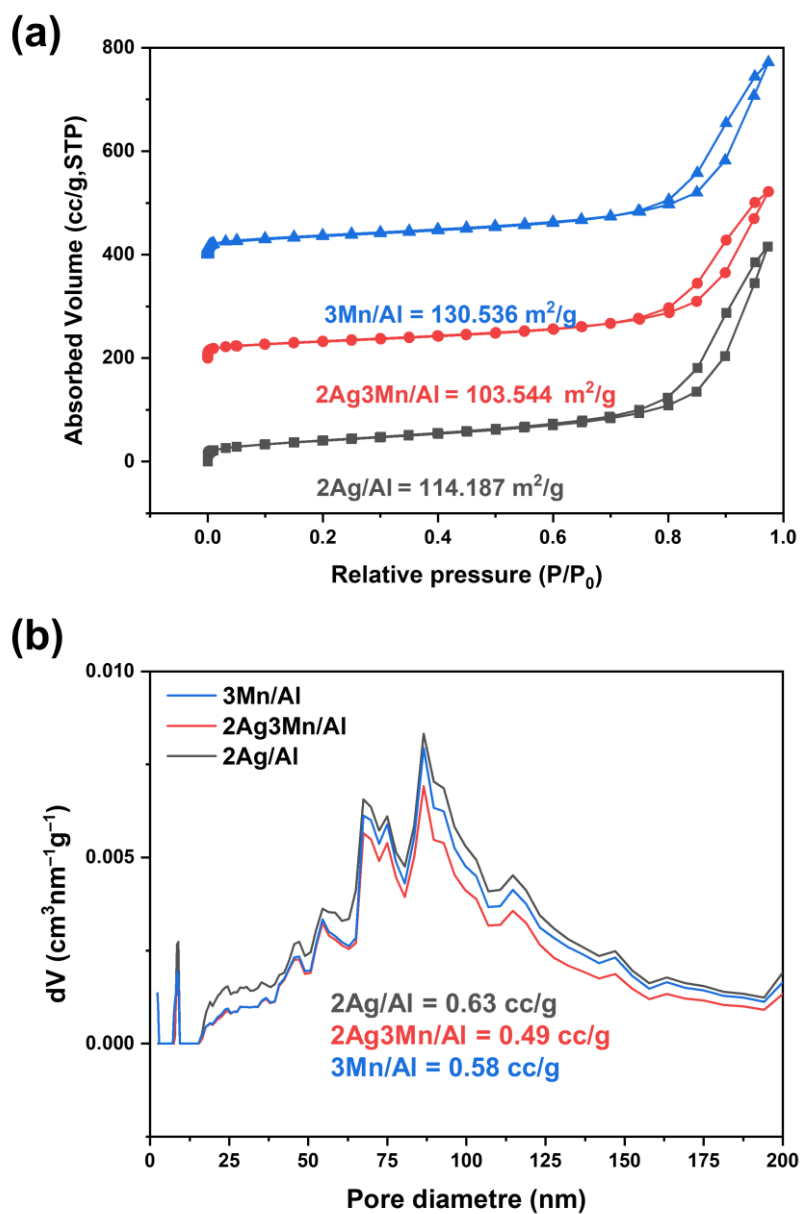 (a)
800
600
400
200
0
Absorbed Volume (cc/g,STP)
3Mn/Al = 130.536 m²/g
2Ag3Mn/Al = 103.544 m²/g
2Ag/Al = 114.187 m²/g
0.0 0.2 0.4 0.6 0.8 1.0
Relative pressure (P/P₀)
(b)
0.010
0.005
0.000
dV (cm³nm⁻¹g⁻¹)
3Mn/Al
2Ag3Mn/Al
2Ag/Al
2Ag/Al = 0.63 cc/g
2Ag3Mn/Al = 0.49 cc/g
3Mn/Al = 0.58 cc/g
0 25 50 75 100 125 150 175 200
Pore diametre (nm)